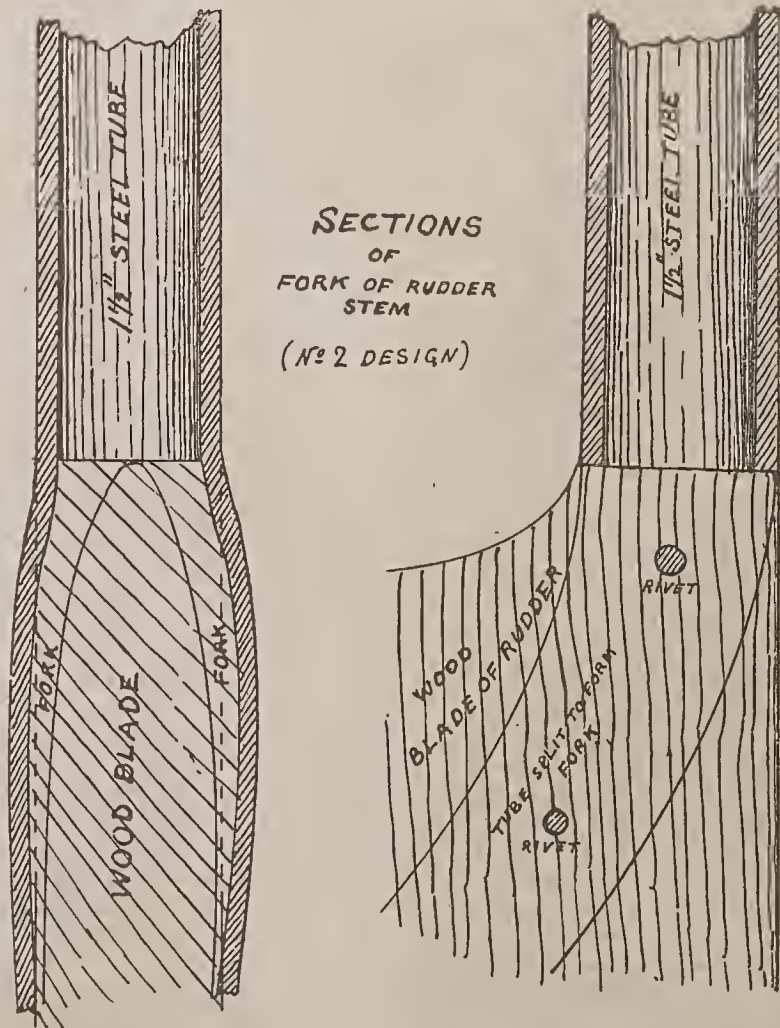 1½" STEEL TUBE
SECTIONS
OF
FORK OF RUDDER
STEM
(Nº 2 DESIGN)
1½" STEEL TUBE
FORK
FORK
WOOD BLADE
WOOD
BLADE OF RUDDER
TUBE SPLIT TO FORM
FORK
RIVET
RIVET